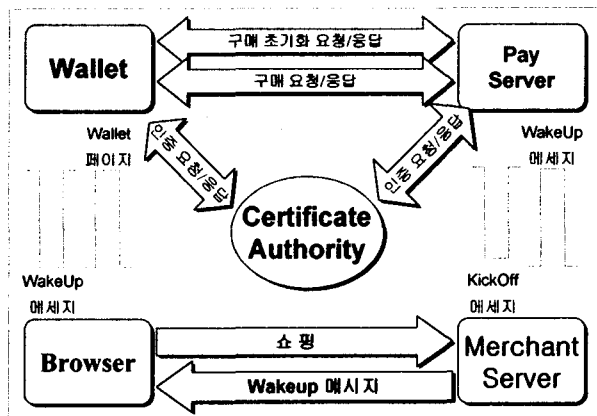 구매 초기화 요청/응답
Wallet
구매 요청/응답
Pay
Server
Wallet
페이지
인증 요청/응답
인증 요청/응답
WakeUp
메세지
Certificate
Authority
WakeUp
메세지
KickOff
메세지
Browser
쇼 핑
Wakeup 메시지
Merchant
Server